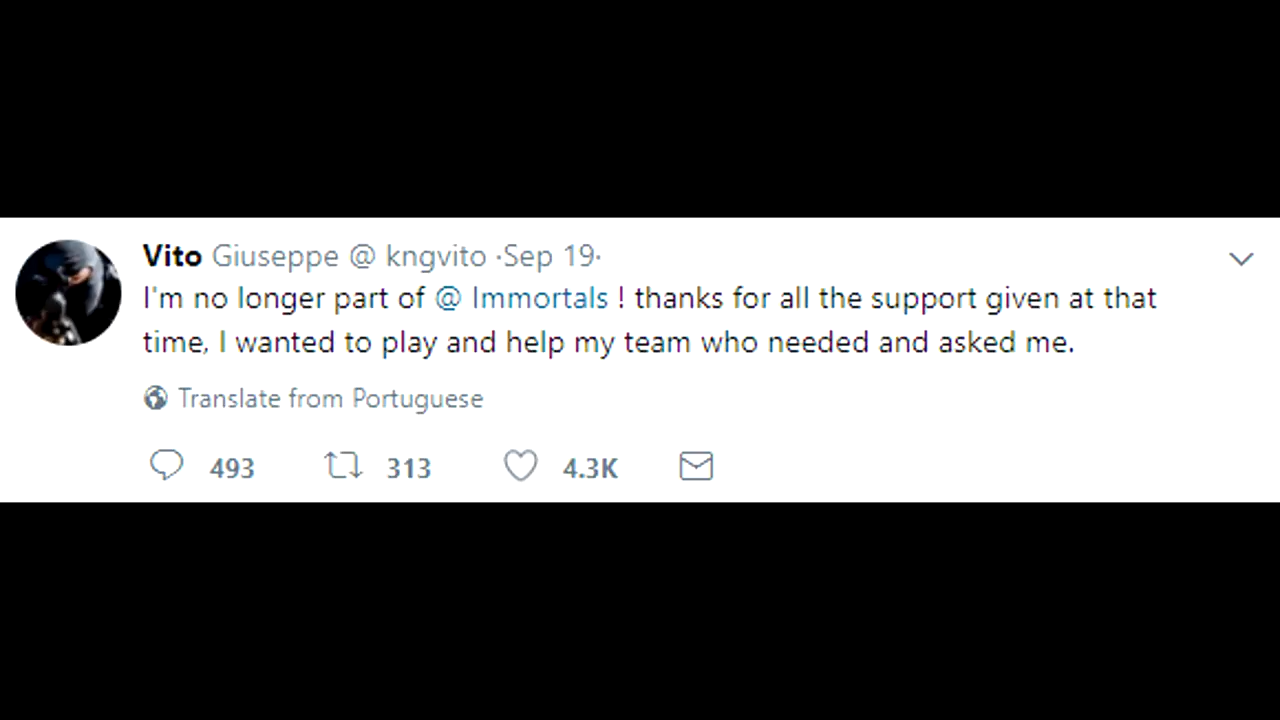 Vito Giuseppe @ kngvito ·Sep 19·
I'm no longer part of @ Immortals ! thanks for all the support given at that
time, I wanted to play and help my team who needed and asked me.
Translate from Portuguese
493 313 4.3K